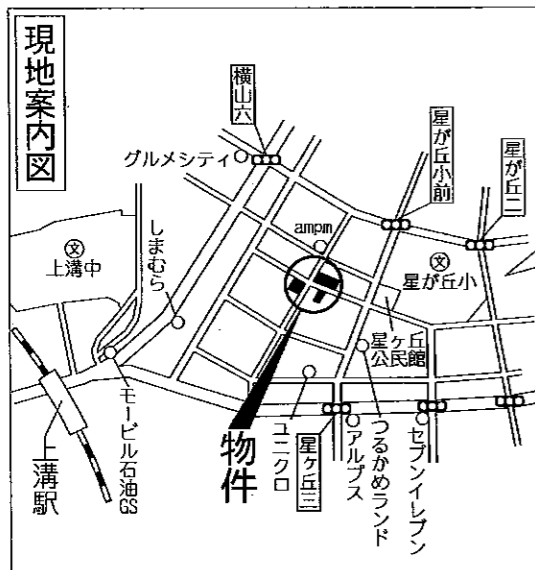 現地案内図
横山六
グルメシティ
星が丘小前
星が丘二
ampm
しまむら
文
上溝中
文
星が丘小
星ヶ丘
公民館
物件
ユニクロ
星ヶ丘三
アルプス
つるかめランド
セブンイレブン
モービル石油GS
上溝駅